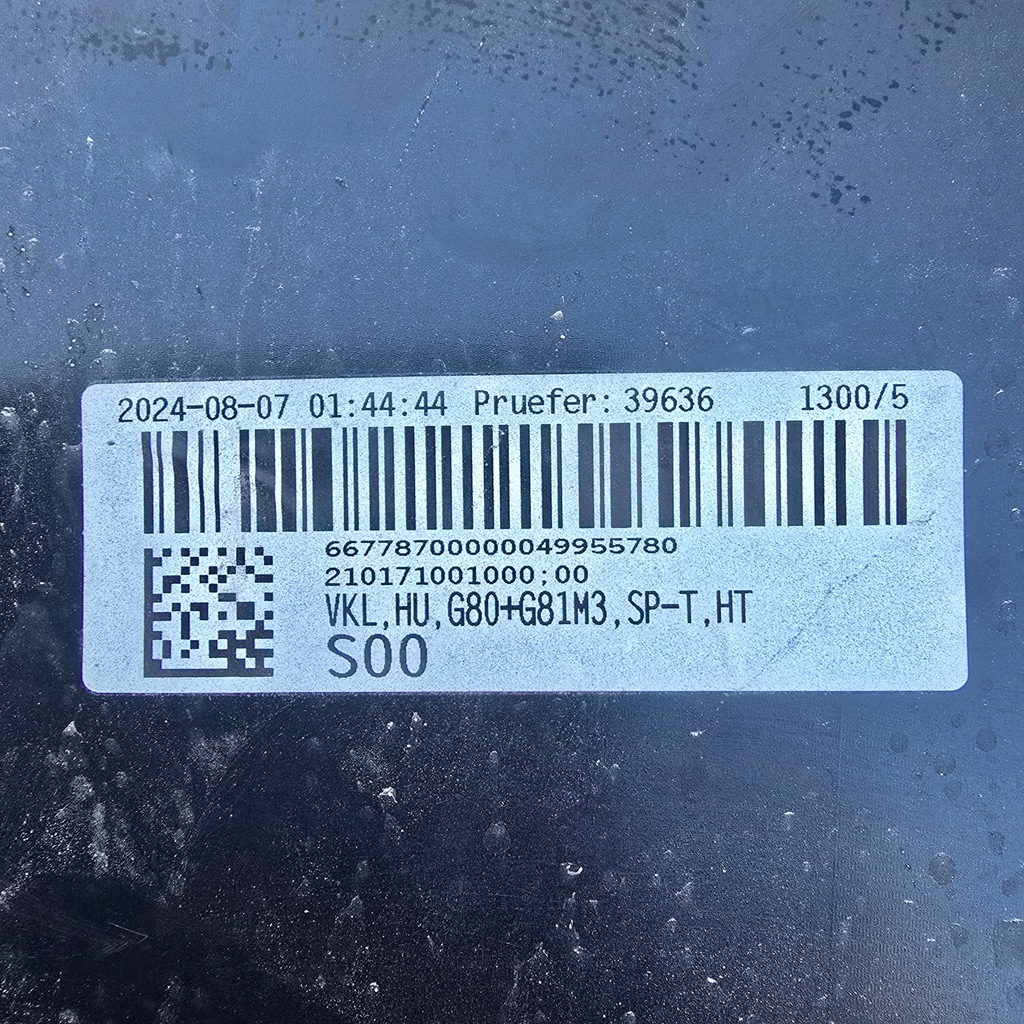 2024-08-07 01:44:44 Pruefer: 39636 1300/5
66778700000049955780
210171001000;00
VKL,HU,G80+G81M3,SP-T,HT
S00